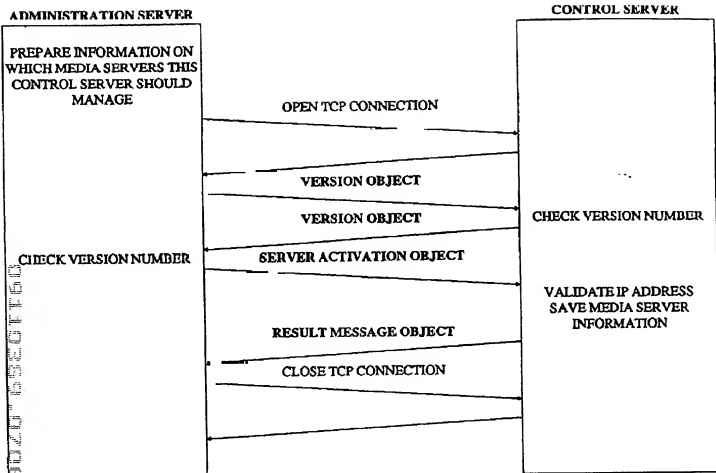 ADMINISTRATION SERVER
CONTROL SERVER
PREPARE INFORMATION ON
WHICH MEDIA SERVERS THIS
CONTROL SERVER SHOULD
MANAGE
OPEN TCP CONNECTION
VERSION OBJECT
VERSION OBJECT
CHECK VERSION NUMBER
CHECK VERSION NUMBER
SERVER ACTIVATION OBJECT
VALIDATE IP ADDRESS
SAVE MEDIA SERVER
INFORMATION
RESULT MESSAGE OBJECT
CLOSE TCP CONNECTION